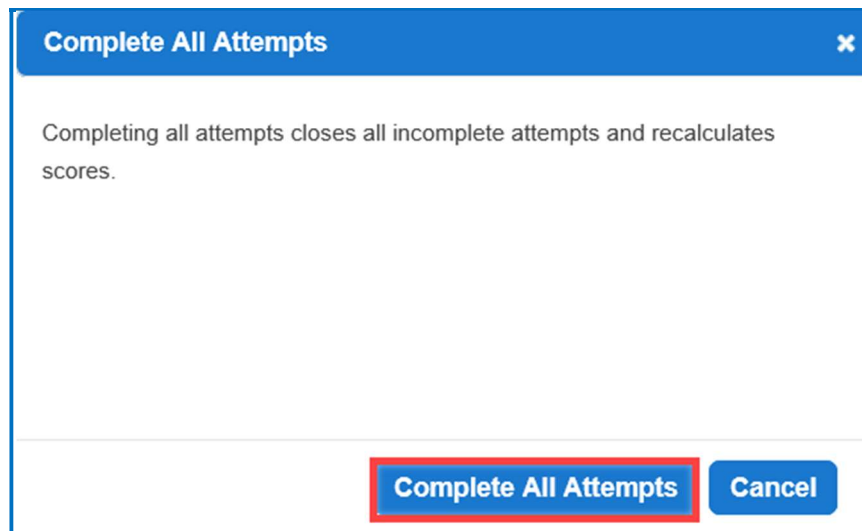 Complete All Attempts
Completing all attempts closes all incomplete attempts and recalculates
scores.
Complete All Attempts
Cancel